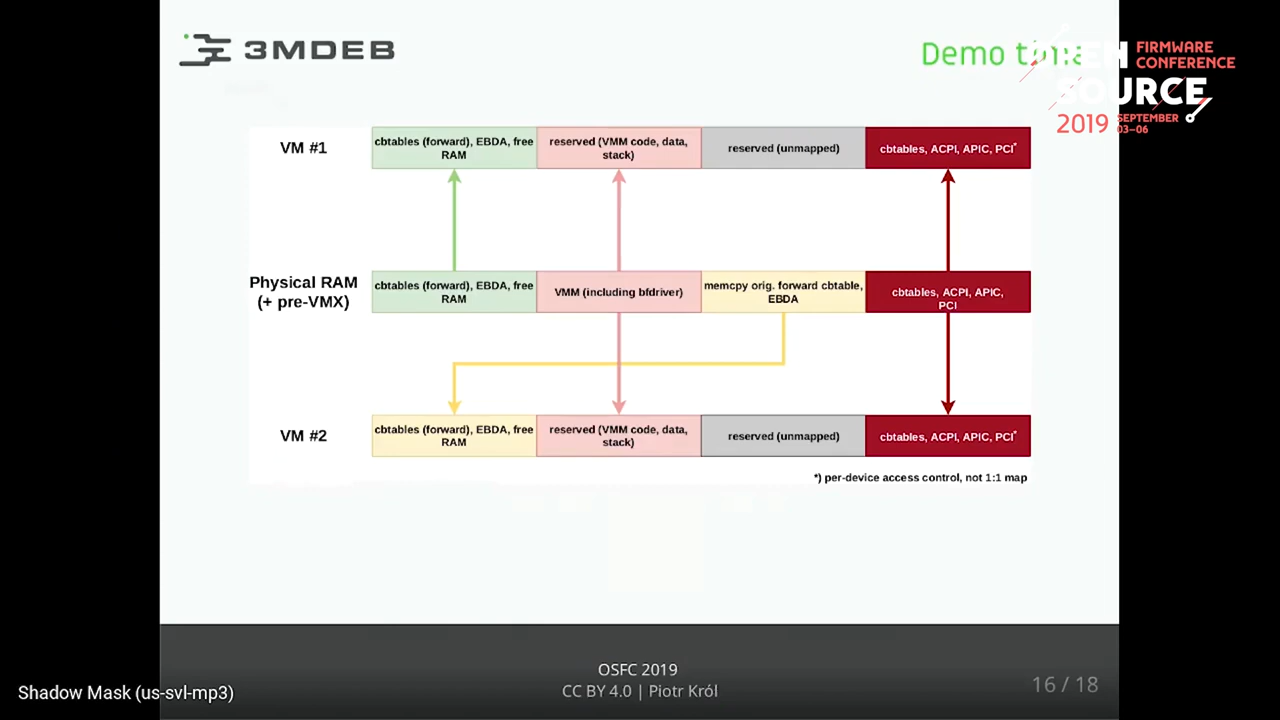 3MDEB
Demo time
OPEN
SOURCE
FIRMWARE
CONFERENCE
2019
SEPTEMBER
03–06
VM #1
cbtables (forward), EBDA, free
RAM
reserved (VMM code, data,
stack)
reserved (unmapped)
cbtables, ACPI, APIC, PCI*
Physical RAM
(+ pre-VMX)
cbtables (forward), EBDA, free
RAM
VMM (including bfdriver)
memcpy orig. forward cbtable,
EBDA
cbtables, ACPI, APIC,
PCI
VM #2
cbtables (forward), EBDA, free
RAM
reserved (VMM code, data,
stack)
reserved (unmapped)
cbtables, ACPI, APIC, PCI*
*) per-device access control, not 1:1 map
OSFC 2019
CC BY 4.0 | Piotr Król
16 / 18
Shadow Mask (us-svl-mp3)